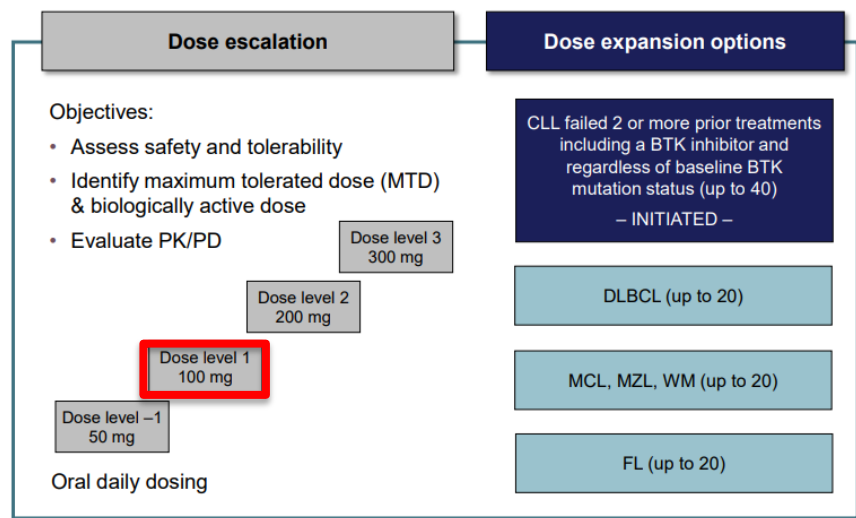 Dose escalation
Objectives:
• Assess safety and tolerability
• Identify maximum tolerated dose (MTD)
& biologically active dose
• Evaluate PK/PD
Dose level 3
300 mg
Dose level 2
200 mg
Dose level 1
100 mg
Dose level –1
50 mg
Oral daily dosing
Dose expansion options
CLL failed 2 or more prior treatments
including a BTK inhibitor and
regardless of baseline BTK
mutation status (up to 40)
– INITIATED –
DLBCL (up to 20)
MCL, MZL, WM (up to 20)
FL (up to 20)